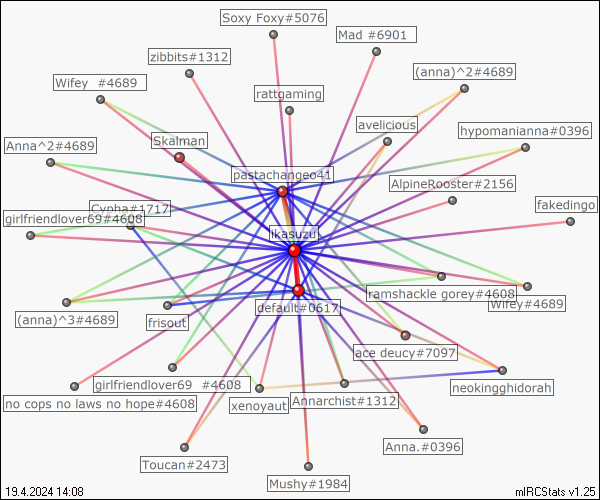 Soxy Foxy#5076
Mad #6901
zibbits#1312
(anna)^2#4689
Wifey  #4689
rattgaming
avelicious
hypomanianna#0396
Skalman
Anna^2#4689
pastachangeo41
AlpineRooster#2156
Cypha#1717
fakedingo
girlfriendlover69#4608
ikasuzu
ramshackle gorey#4608
Wifey#4689
default#0617
(anna)^3#4689
frisout
ace deucy#7097
girlfriendlover69  #4608
neokingghidorah
no cops no laws no hope#4608
xenoyaut
Annarchist#1312
Anna.#0396
Toucan#2473
Mushy#1984
19.4.2024 14:08
mIRCStats v1.25